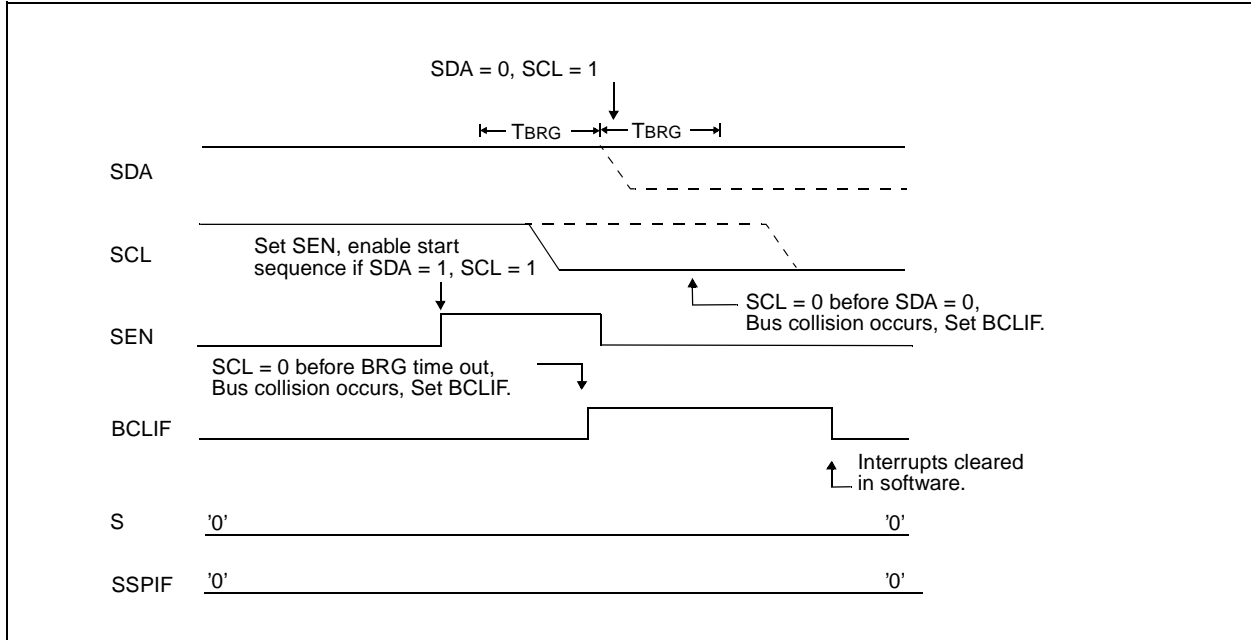 SDA = 0, SCL = 1
TBRG TBRG
SDA
SCL
Set SEN, enable start
sequence if SDA = 1, SCL = 1
SCL = 0 before SDA = 0,
Bus collision occurs, Set BCLIF.
SEN
SCL = 0 before BRG time out,
Bus collision occurs, Set BCLIF.
BCLIF
Interrupts cleared
in software.
S '0' '0'
SSPIF '0' '0'